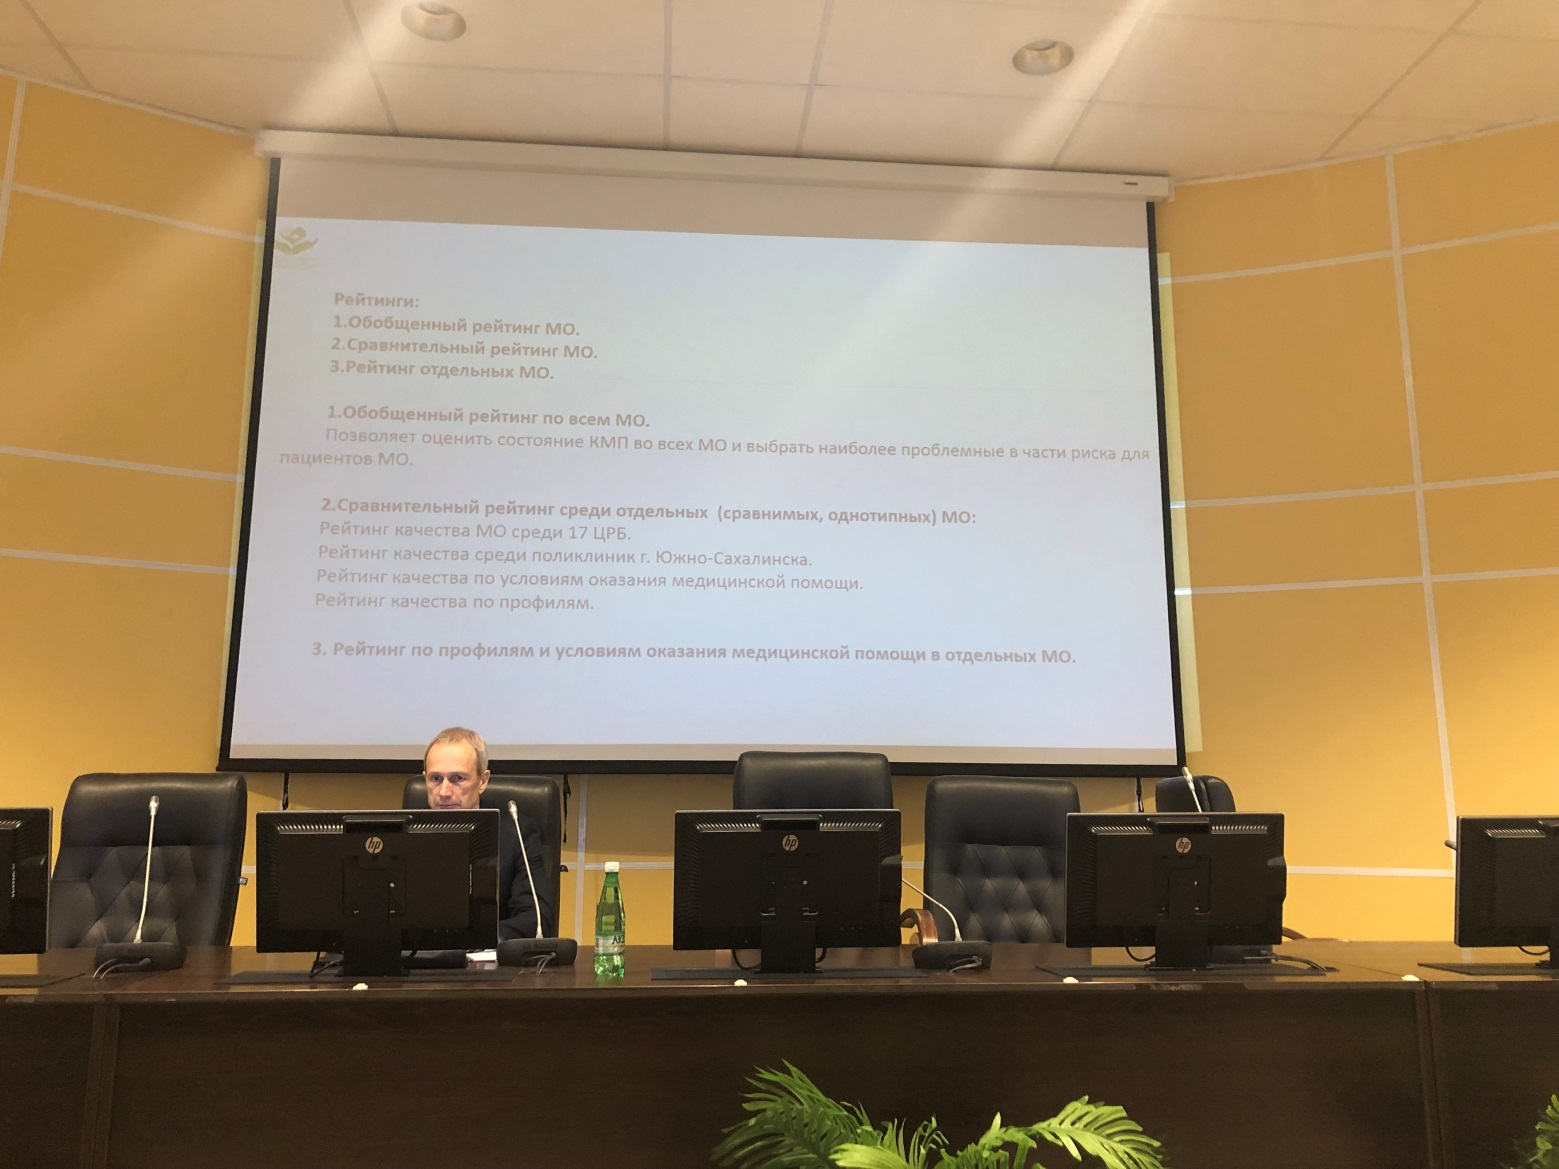 Рейтинги:
1.Обобщенный рейтинг МО.
2.Сравнительный рейтинг МО.
3.Рейтинг отдельных МО.
1.Обобщенный рейтинг по всем МО.
Позволяет оценить состояние КМП во всех МО и выбрать наиболее проблемные в части риска для
пациентов МО.
2.Сравнительный рейтинг среди отдельных (сравнимых, однотипных) МО:
Рейтинг качества МО среди 17 ЦРБ.
Рейтинг качества среди поликлиник г. Южно-Сахалинска.
Рейтинг качества по условиям оказания медицинской помощи.
Рейтинг качества по профилям.
3. Рейтинг по профилям и условиям оказания медицинской помощи в отдельных МО.
hp
hp
hp